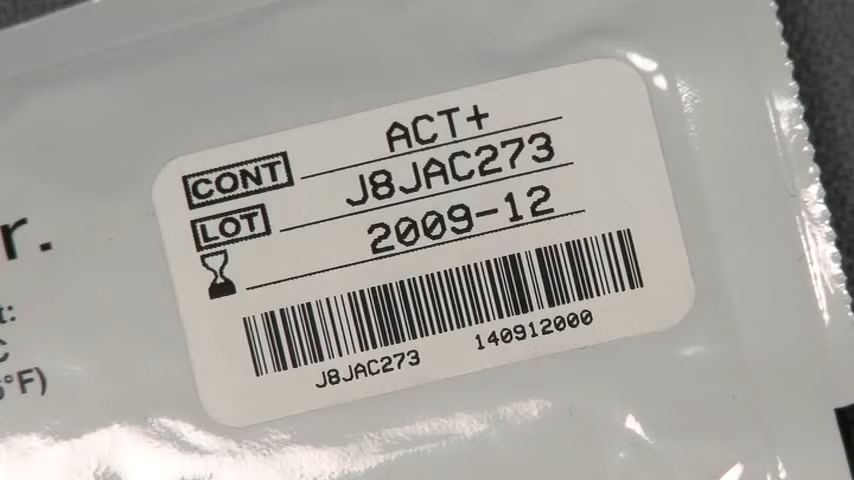 CONT ACT+
LOT J8JAC273
2009-12
J8JAC273 140912000
r.
t:
C
°F)